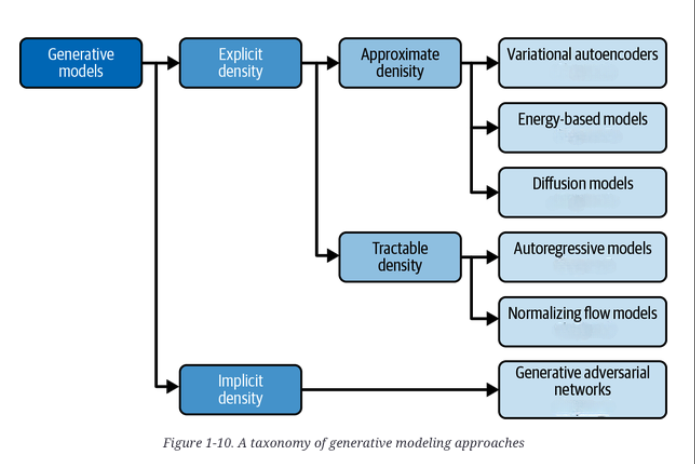 Generative
models
Explicit
density
Approximate
denisity
Variational autoencoders
Energy-based models
Diffusion models
Tractable
density
Autoregressive models
Normalizing flow models
Implicit
density
Generative adversarial
networks
Figure 1-10. A taxonomy of generative modeling approaches